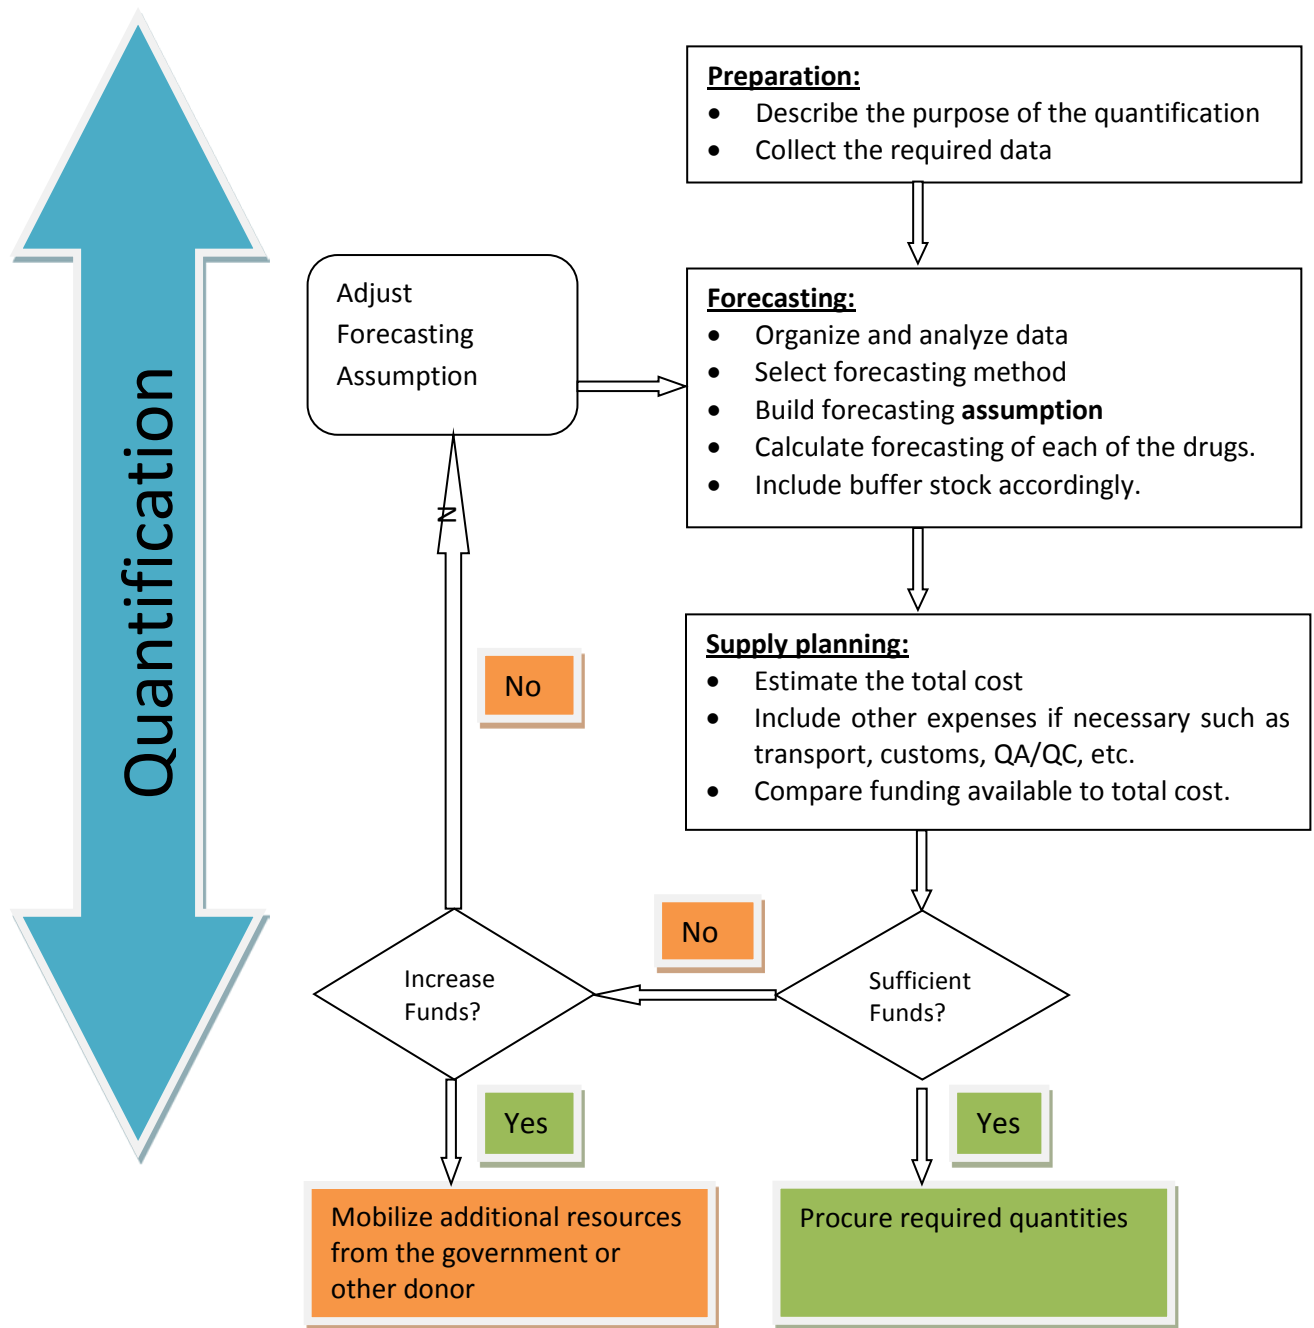 Quantification
Preparation:
• Describe the purpose of the quantification
• Collect the required data
Adjust
Forecasting
Assumption
Forecasting:
• Organize and analyze data
• Select forecasting method
• Build forecasting assumption
• Calculate forecasting of each of the drugs.
• Include buffer stock accordingly.
N
No
Supply planning:
• Estimate the total cost
• Include other expenses if necessary such as
transport, customs, QA/QC, etc.
• Compare funding available to total cost.
No
Increase
Funds?
Sufficient
Funds?
Yes
Yes
Mobilize additional resources
from the government or
other donor
Procure required quantities